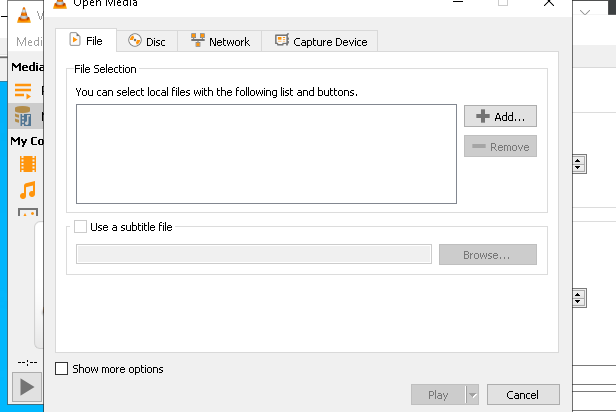 Open Media
File
Disc
Network
Capture Device
Medi
Media
My Co
File Selection
You can select local files with the following list and buttons.
Add...
Remove
Use a subtitle file
Browse...
--:--
Show more options
Play
Cancel